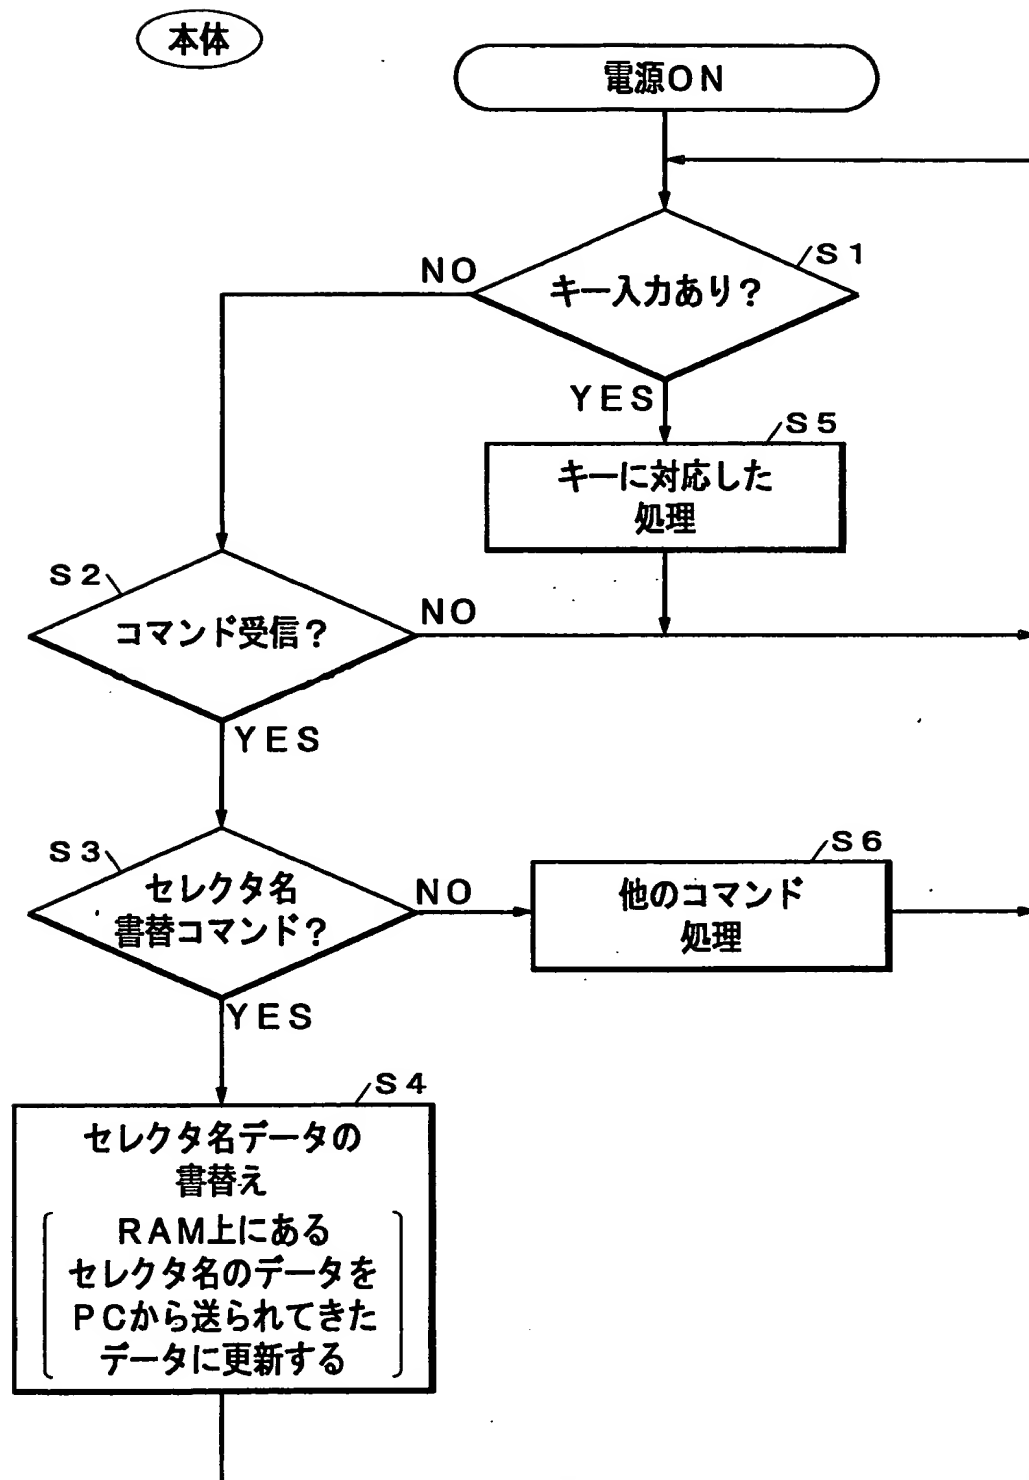 本体
電源ON
S1
NO
キー入力あり?
YES
S5
キーに対応した
処理
S2
コマンド受信?
NO
YES
S3
セレクタ名
書替コマンド?
NO
S6
他のコマンド
処理
YES
S4
セレクタ名データの
書替え
RAM上にある
セレクタ名のデータを
PCから送られてきた
データに更新する